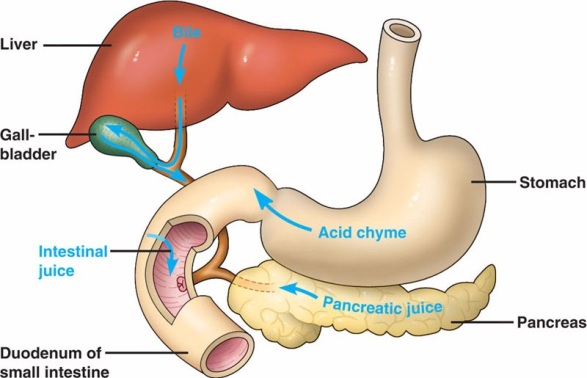 Liver
Bile
Gall-
bladder
Stomach
Acid chyme
Intestinal
juice
Pancreatic juice
Pancreas
Duodenum of
small intestine